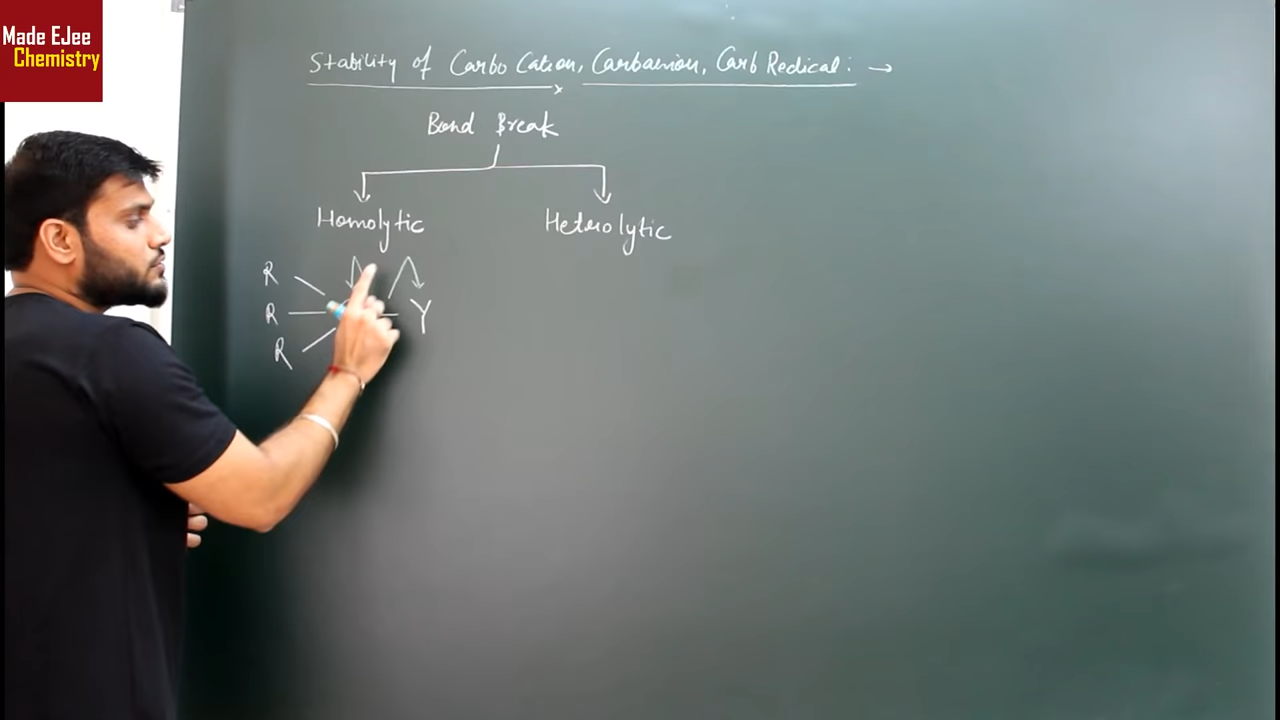 Made EJee
Chemistry
Stability of Carbo Cation, Carbanion, Carb Redical : →
Bond Break
Homolytic Heterolytic
R
R Y
R